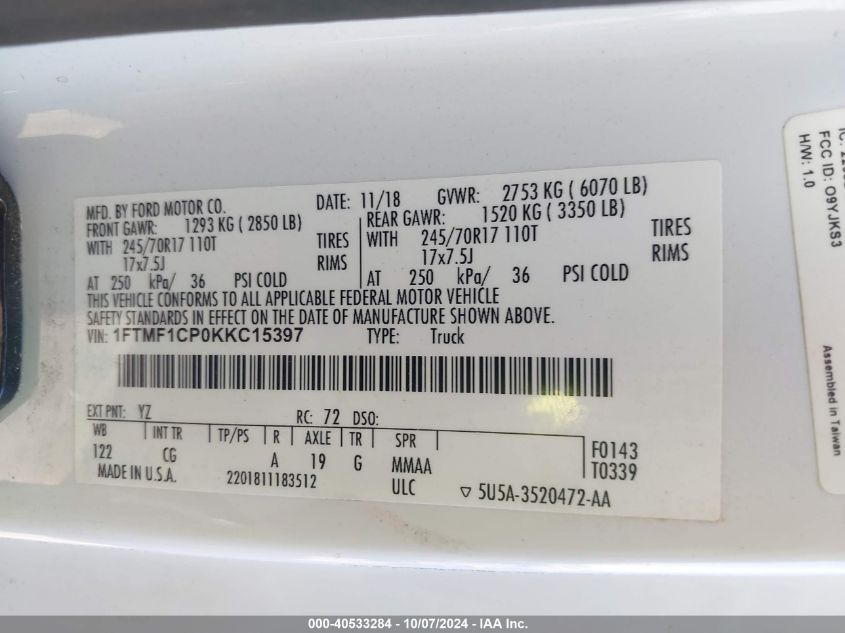 MFD. BY FORD MOTOR CO.
DATE: 11/18 GVWR: 2753 KG ( 6070 LB)
FRONT GAWR: 1293 KG ( 2850 LB)
REAR GAWR: 1520 KG ( 3350 LB)
WITH 245/70R17 110T TIRES
WITH 245/70R17 110T TIRES
17x7.5J RIMS
17x7.5J RIMS
AT 250 kPa/ 36 PSI COLD
AT 250 kPa/ 36 PSI COLD
THIS VEHICLE CONFORMS TO ALL APPLICABLE FEDERAL MOTOR VEHICLE
SAFETY STANDARDS IN EFFECT ON THE DATE OF MANUFACTURE SHOWN ABOVE.
VIN: 1FTMF1CP0KKC15397 TYPE: Truck
EXT PNT: YZ RC: 72 DSO:
WB INT TR TP/PS R AXLE TR SPR
122 CG A 19 G MMAA
F0143
T0339
MADE IN U.S.A. 2201811183512 ULC
▽ 5U5A-3520472-AA
FCC ID: O9YJKS3
H/W: 1.0
Assembled in Taiwan
000-40533284 - 10/07/2024 - IAA Inc.